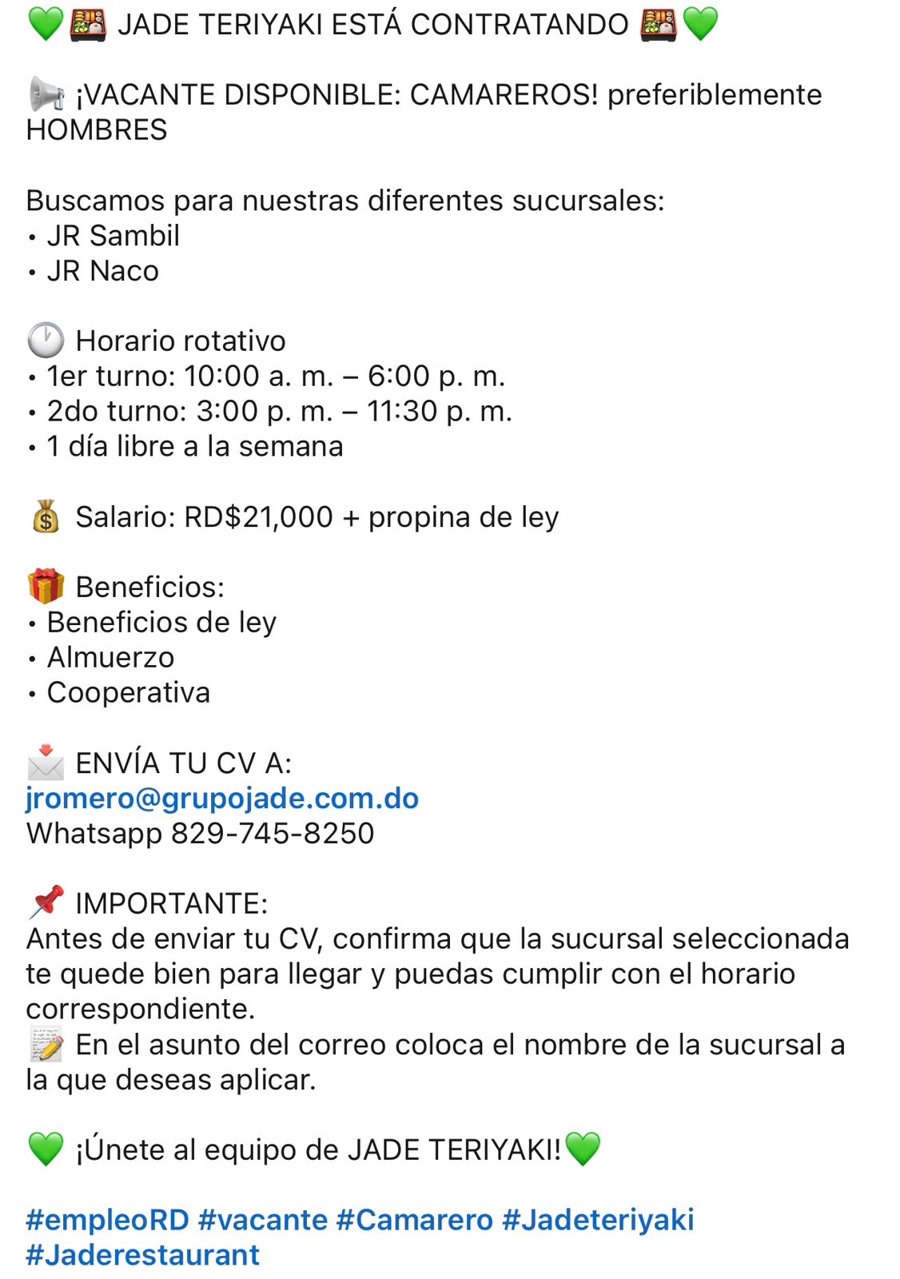 💚🍱 JADE TERIYAKI ESTÁ CONTRATANDO 🍱💚
📢 ¡VACANTE DISPONIBLE: CAMAREROS! preferiblemente
HOMBRES
Buscamos para nuestras diferentes sucursales:
• JR Sambil
• JR Naco
🕐 Horario rotativo
• 1er turno: 10:00 a. m. – 6:00 p. m.
• 2do turno: 3:00 p. m. – 11:30 p. m.
• 1 día libre a la semana
💰 Salario: RD$21,000 + propina de ley
🎁 Beneficios:
• Beneficios de ley
• Almuerzo
• Cooperativa
📩 ENVÍA TU CV A:
jromero@grupojade.com.do
Whatsapp 829-745-8250
📌 IMPORTANTE:
Antes de enviar tu CV, confirma que la sucursal seleccionada
te quede bien para llegar y puedas cumplir con el horario
correspondiente.
📝 En el asunto del correo coloca el nombre de la sucursal a
la que deseas aplicar.
💚 ¡Únete al equipo de JADE TERIYAKI!💚
#empleoRD #vacante #Camarero #Jadeteriyaki
#Jaderestaurant